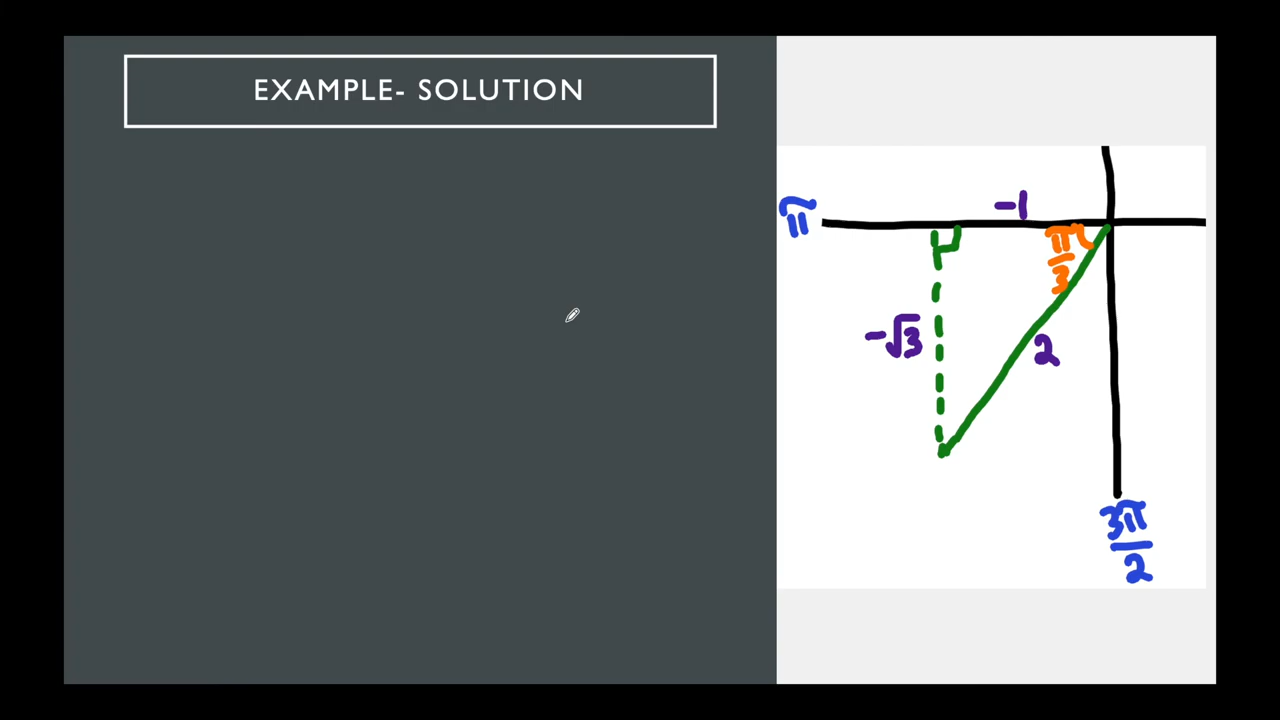 EXAMPLE- SOLUTION
π
-1
π/3
-√3
2
3π/2